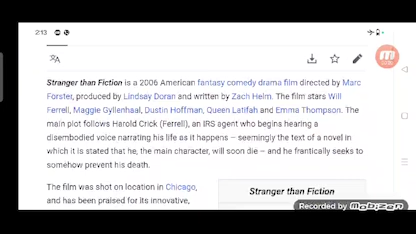 2:13
Stranger than Fiction is a 2006 American fantasy comedy drama film directed by Marc
Forster, produced by Lindsay Doran and written by Zach Helm. The film stars Will
Ferrell, Maggie Gyllenhaal, Dustin Hoffman, Queen Latifah and Emma Thompson. The
main plot follows Harold Crick (Ferrell), an IRS agent who begins hearing a
disembodied voice narrating his life as it happens – seemingly the text of a novel in
which it is stated that he, the main character, will soon die – and he frantically seeks to
somehow prevent his death.
The film was shot on location in Chicago,
and has been praised for its innovative,
Stranger than Fiction
Recorded by Mobizen